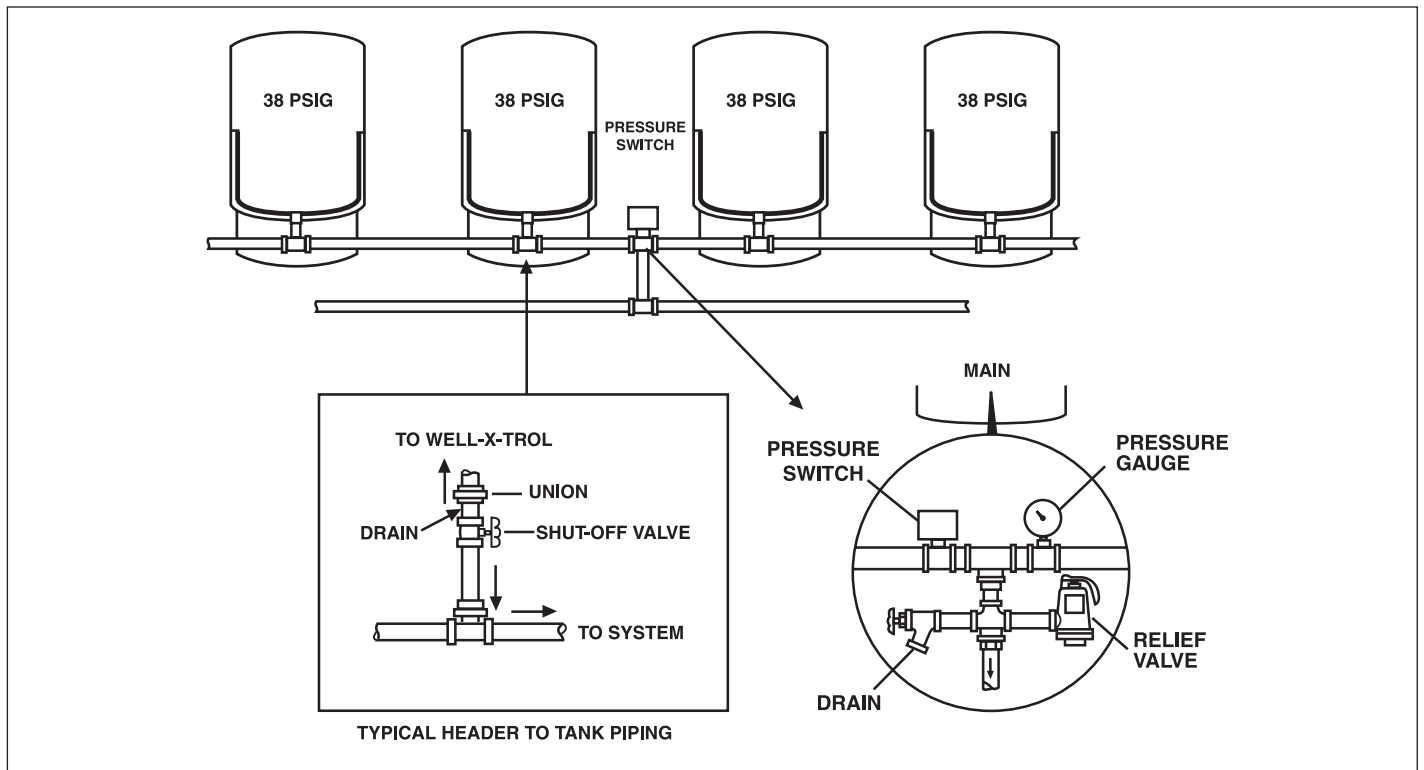 38 PSIG
38 PSIG
38 PSIG
38 PSIG
PRESSURE
SWITCH
TO WELL-X-TROL
UNION
DRAIN
SHUT-OFF VALVE
TO SYSTEM
TYPICAL HEADER TO TANK PIPING
MAIN
PRESSURE
SWITCH
PRESSURE
GAUGE
RELIEF
VALVE
DRAIN